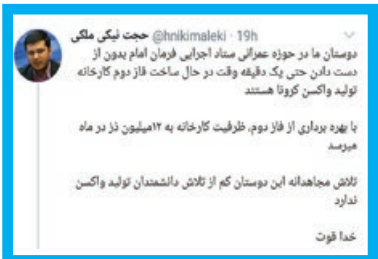 حجت نیکی ملکی @hnikimaleki · 19h
دوستان ما در حوزه عمرانی ستاد اجرایی فرمان امام بدون از
دست دادن حتی یک دقیقه وقت در حال ساخت فاز دوم کارخانه
تولید واکسن کرونا هستند
با بهره برداری از فاز دوم، ظرفیت کارخانه به ۱۲میلیون دُز در ماه
میرسد
تلاش مجاهدانه این دوستان کم از تلاش دانشمندان تولید واکسن
ندارد
خدا قوت